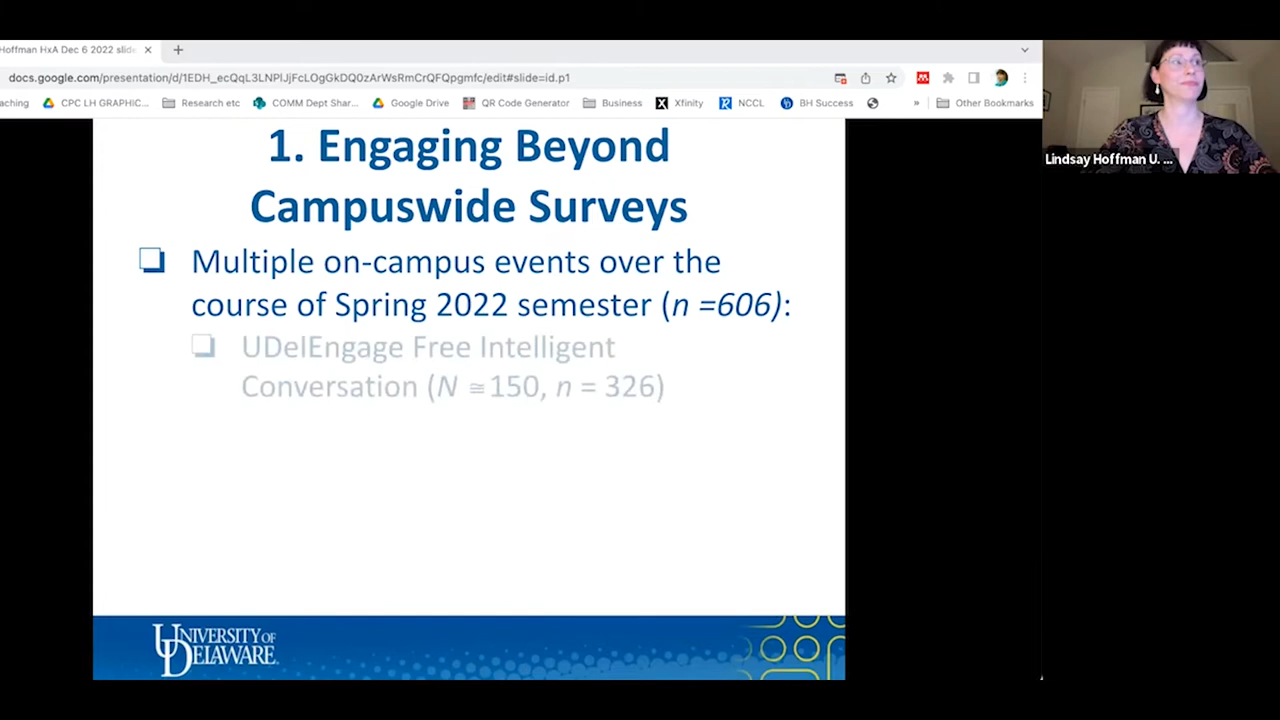 Hoffman HxA Dec 6 2022 slide
docs.google.com/presentation/d/1EDH_ecQqL3LNPIJjFcLOgGkDQ0zArWsRmCrQFQpgmfc/edit#slide=id.p1
aching CPC LH GRAPHIC... Research etc COMM Dept Shar... Google Drive QR Code Generator Business Xfinity NCCL BH Success » Other Bookmarks
Lindsay Hoffman U. ...
1. Engaging Beyond
Campuswide Surveys
Multiple on-campus events over the
course of Spring 2022 semester (n =606):
UDelEngage Free Intelligent
Conversation (N ≅ 150, n = 326)
UNIVERSITY OF
DELAWARE